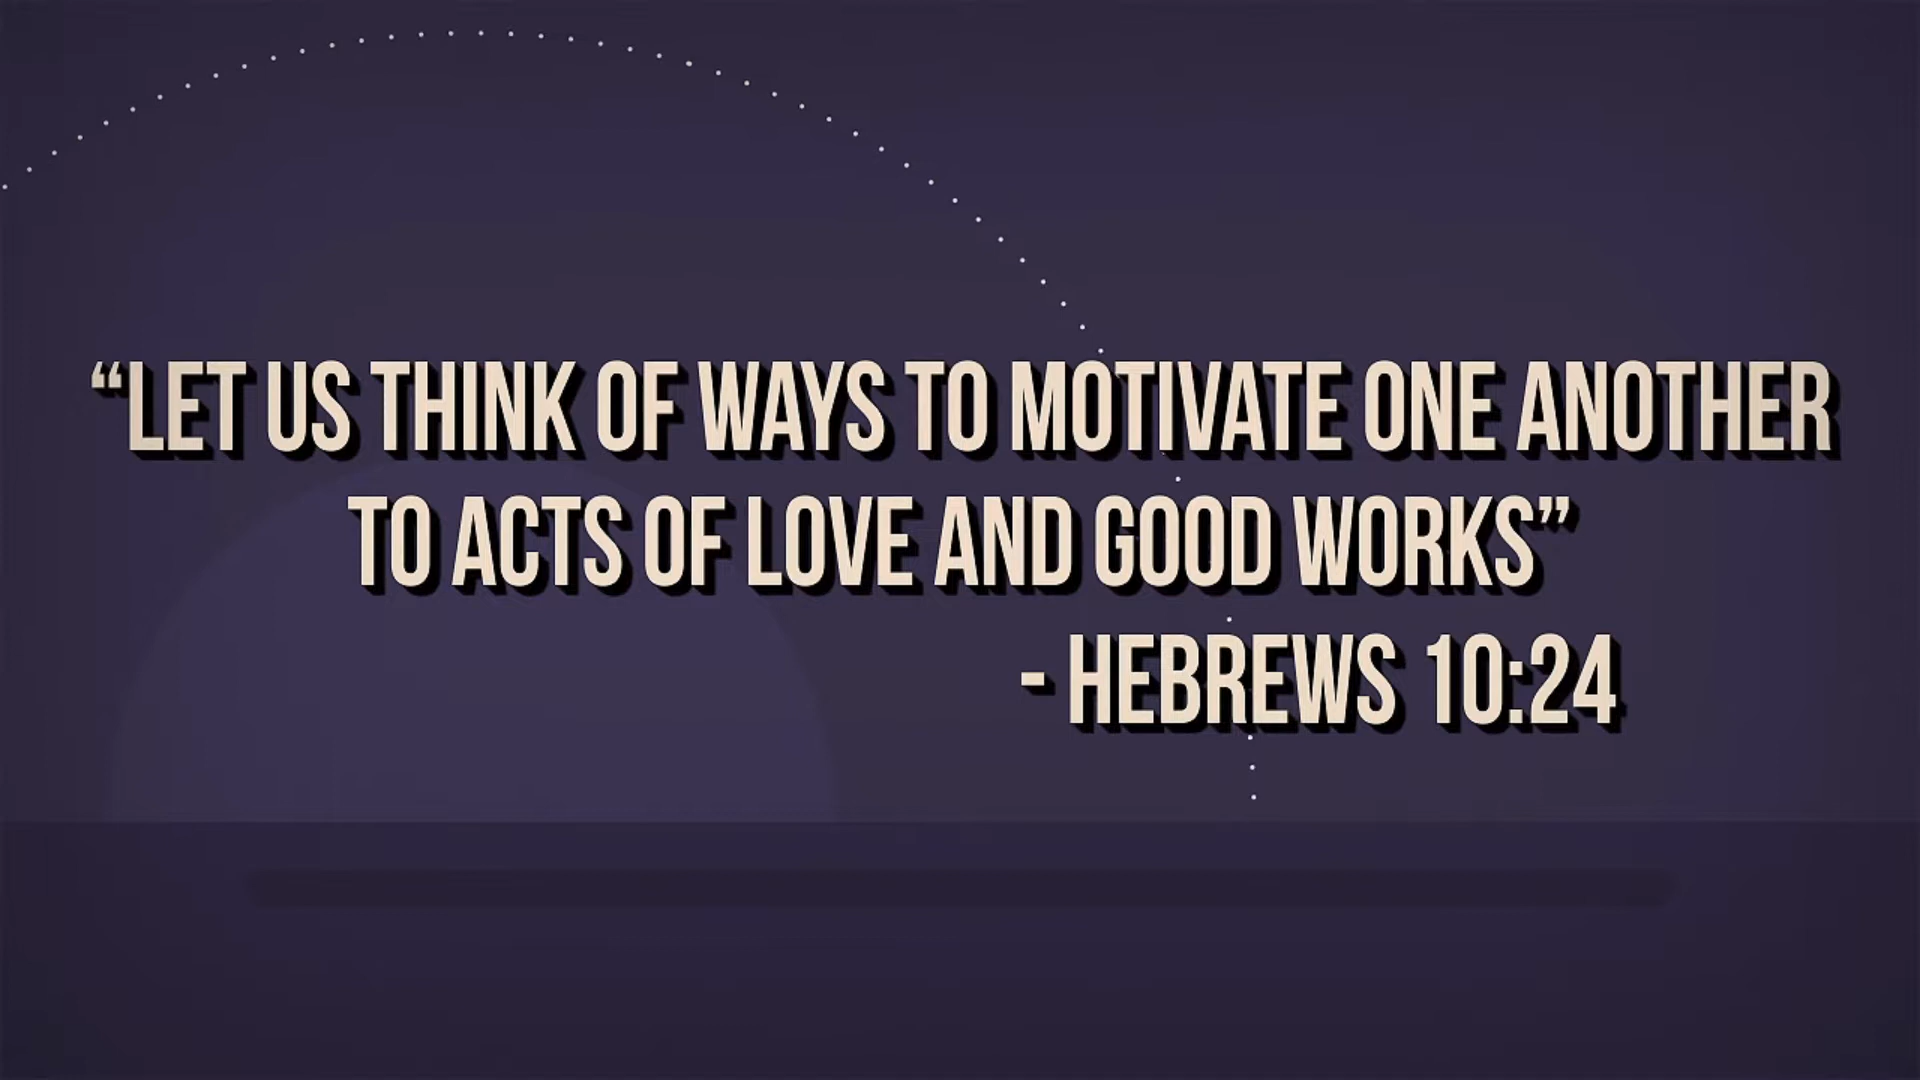 “LET US THINK OF WAYS TO MOTIVATE ONE ANOTHER
TO ACTS OF LOVE AND GOOD WORKS”
- HEBREWS 10:24